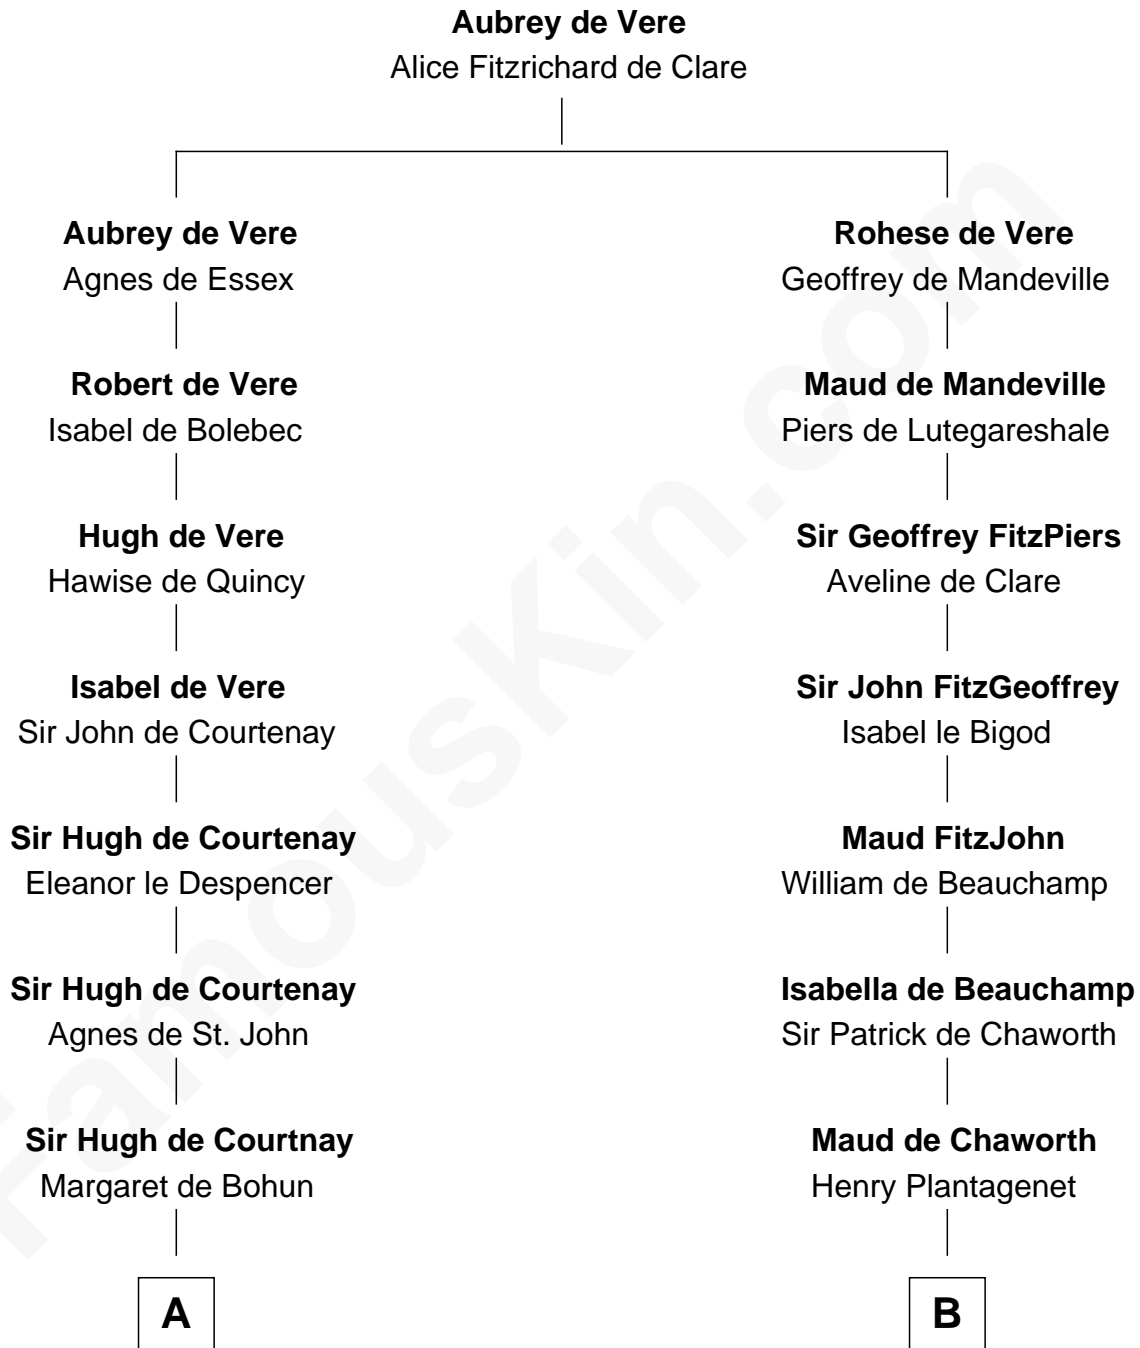 Aubrey de Vere
Alice Fitzrichard de Clare
Aubrey de Vere
Agnes de Essex
Rohese de Vere
Geoffrey de Mandeville
Robert de Vere
Isabel de Bolebec
Maud de Mandeville
Piers de Lutegareshale
Hugh de Vere
Hawise de Quincy
Sir Geoffrey FitzPiers
Aveline de Clare
Isabel de Vere
Sir John de Courtenay
Sir John FitzGeoffrey
Isabel le Bigod
Sir Hugh de Courtenay
Eleanor le Despencer
Maud FitzJohn
William de Beauchamp
Sir Hugh de Courtenay
Agnes de St. John
Isabella de Beauchamp
Sir Patrick de Chaworth
Sir Hugh de Courtnay
Margaret de Bohun
Maud de Chaworth
Henry Plantagenet
A
B
FamousKin.com